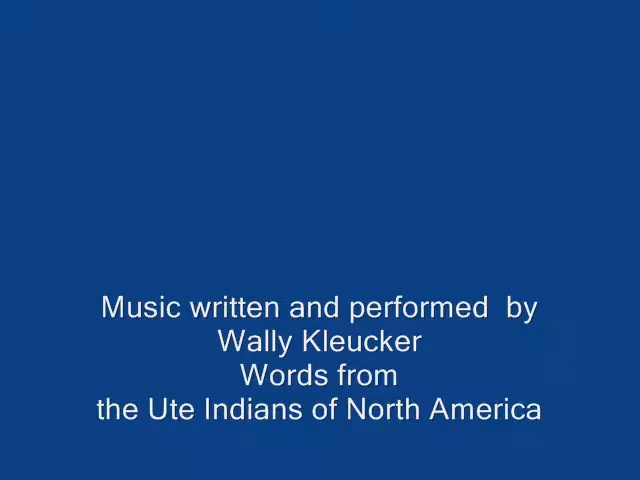 Music written and performed  by
Wally Kleucker
Words from
the Ute Indians of North America